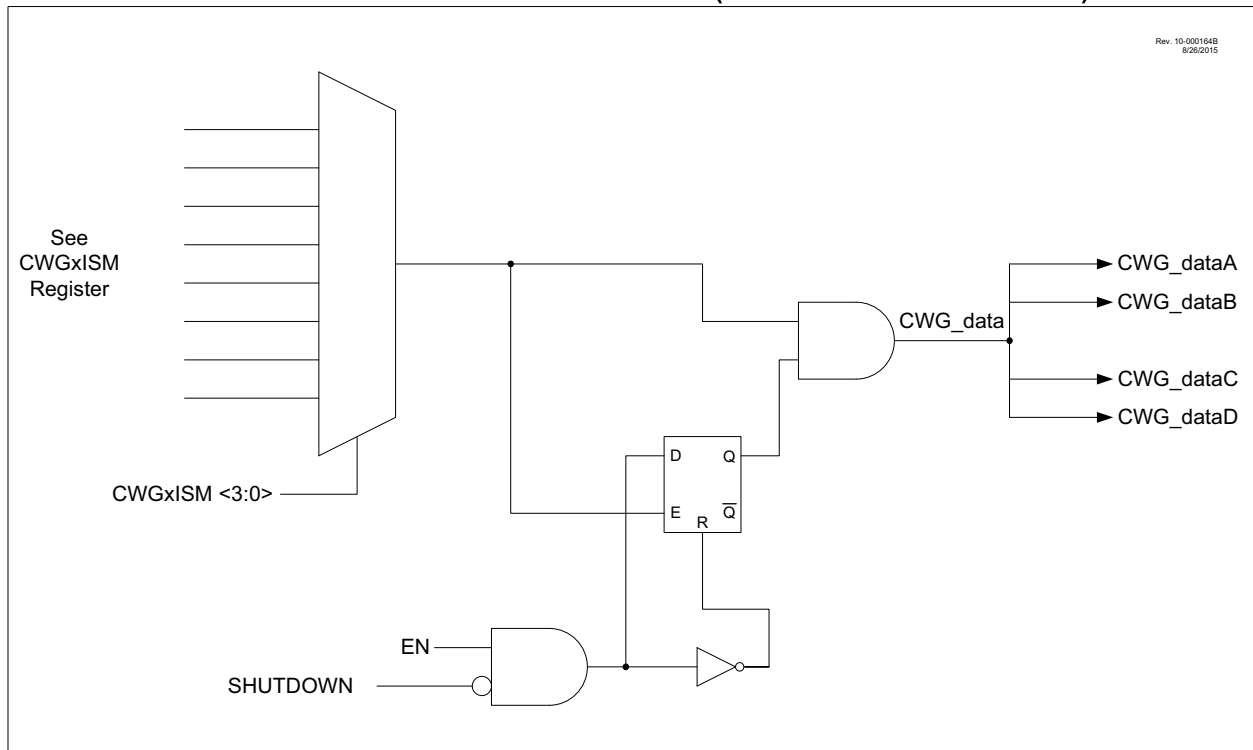 Rev. 10-000164B
8/26/2015
See
CWGxISM
Register
CWGxISM <3:0>
CWG_data
CWG_dataA
CWG_dataB
CWG_dataC
CWG_dataD
D
Q
E
R
Q̅
EN
SHUTDOWN